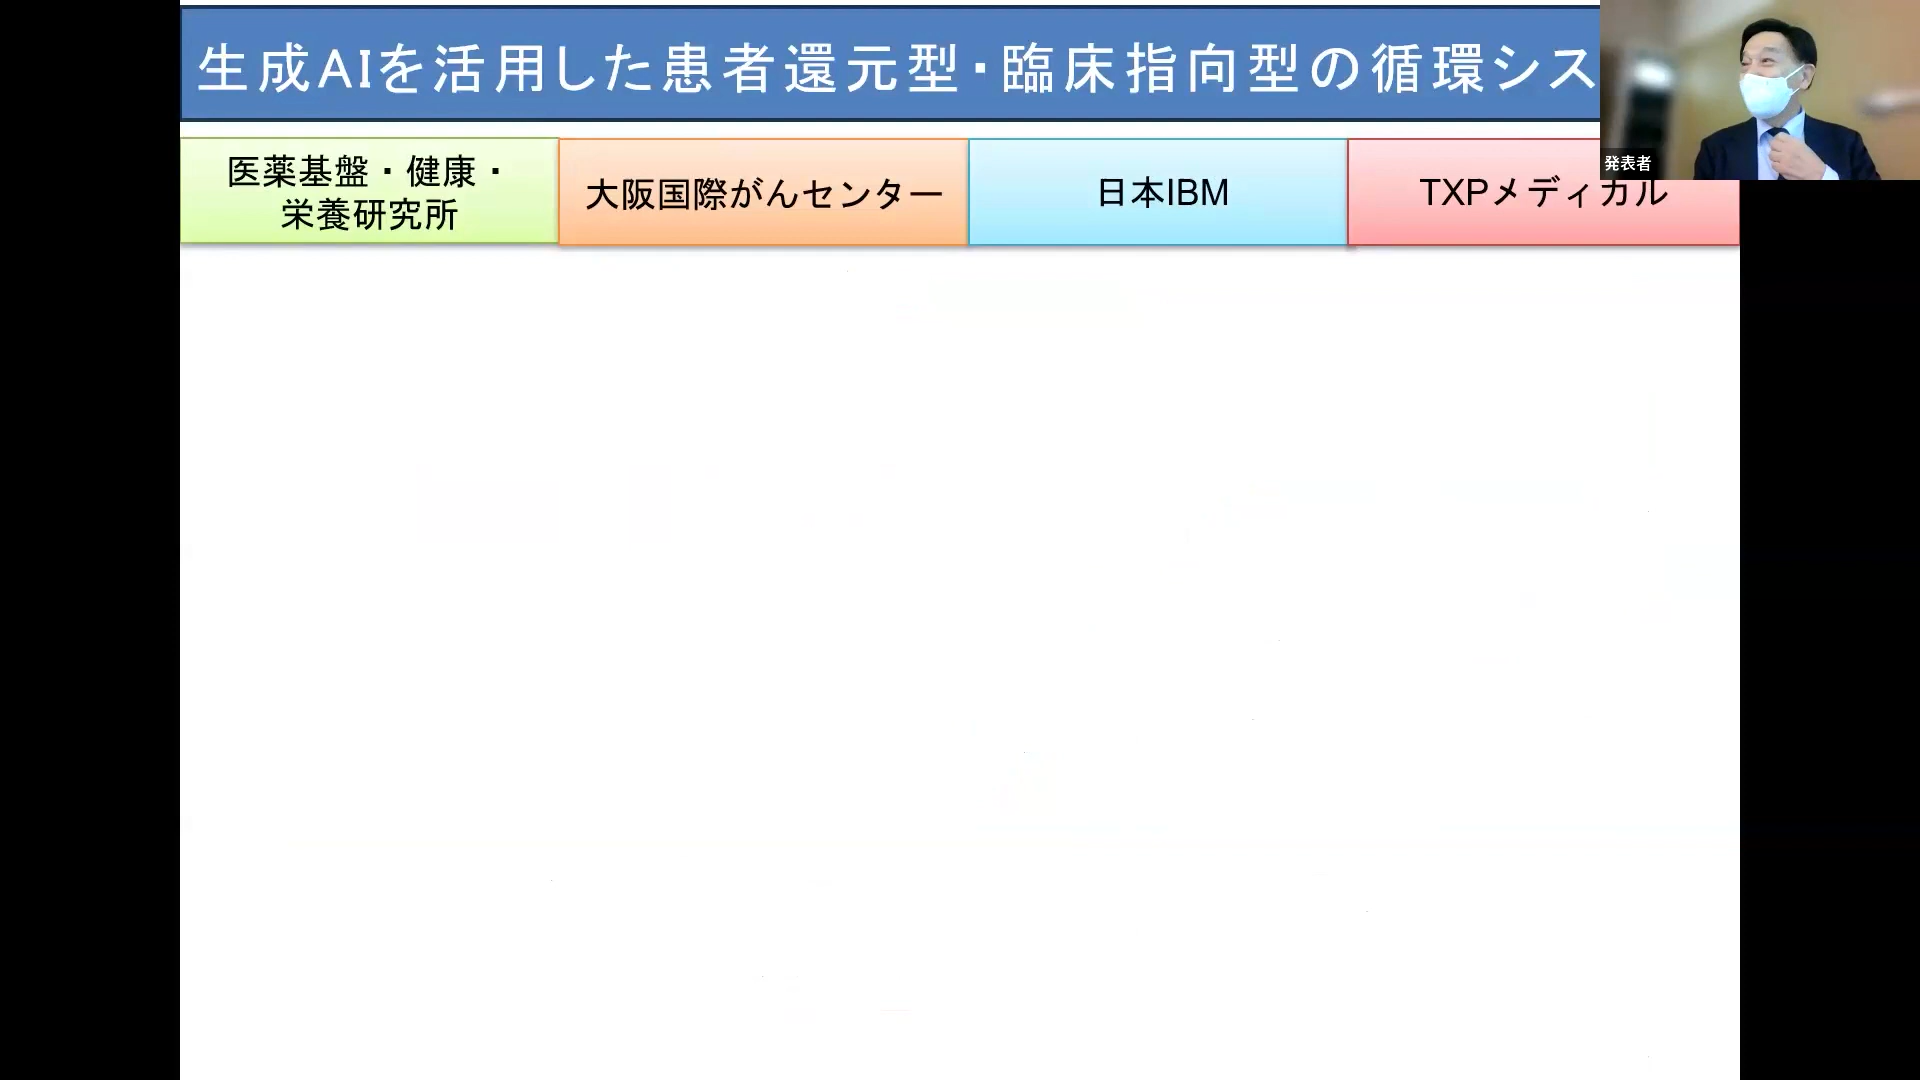 生成AIを活用した患者還元型・臨床指向型の循環シス
発表者
医薬基盤・健康・
栄養研究所
大阪国際がんセンター
日本IBM
TXPメディカル